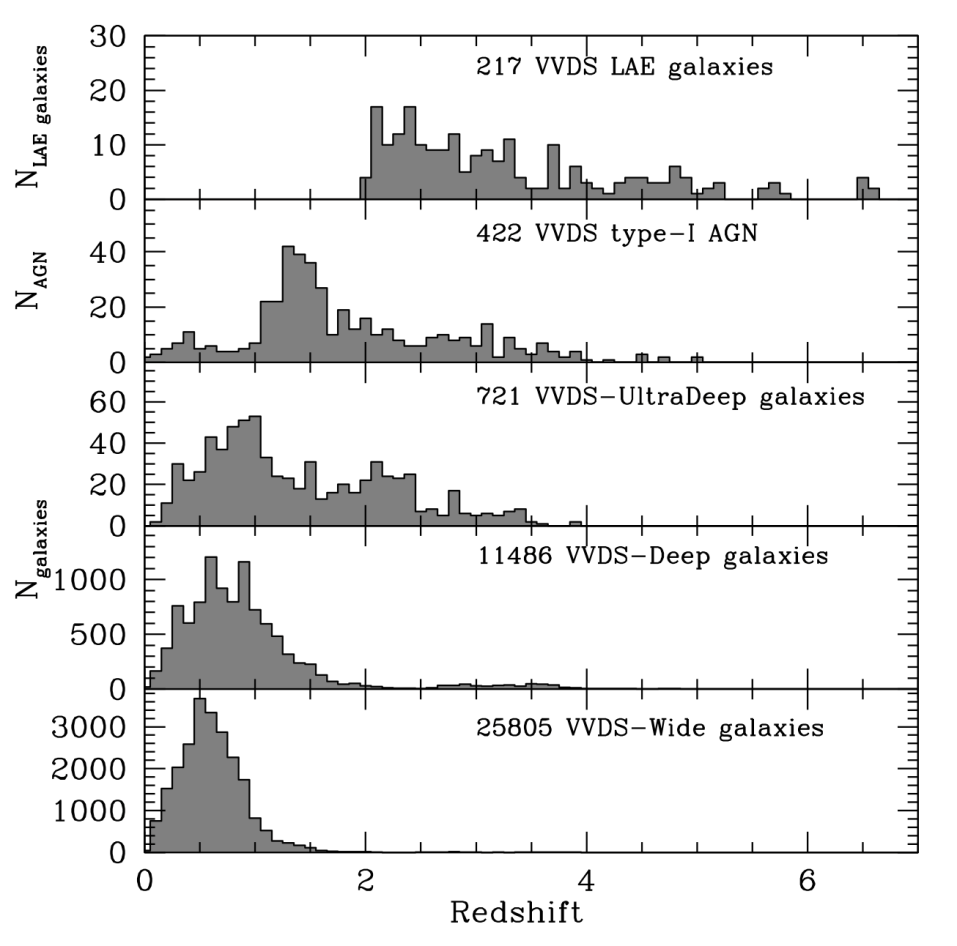 30
20
10
0
N_LAE galaxies
217 VVDS LAE galaxies
40
20
0
N_AGN
422 VVDS type-I AGN
60
40
20
0
721 VVDS-UltraDeep galaxies
N_galaxies
1000
500
0
11486 VVDS-Deep galaxies
3000
2000
1000
0
25805 VVDS-Wide galaxies
0 2 4 6
Redshift